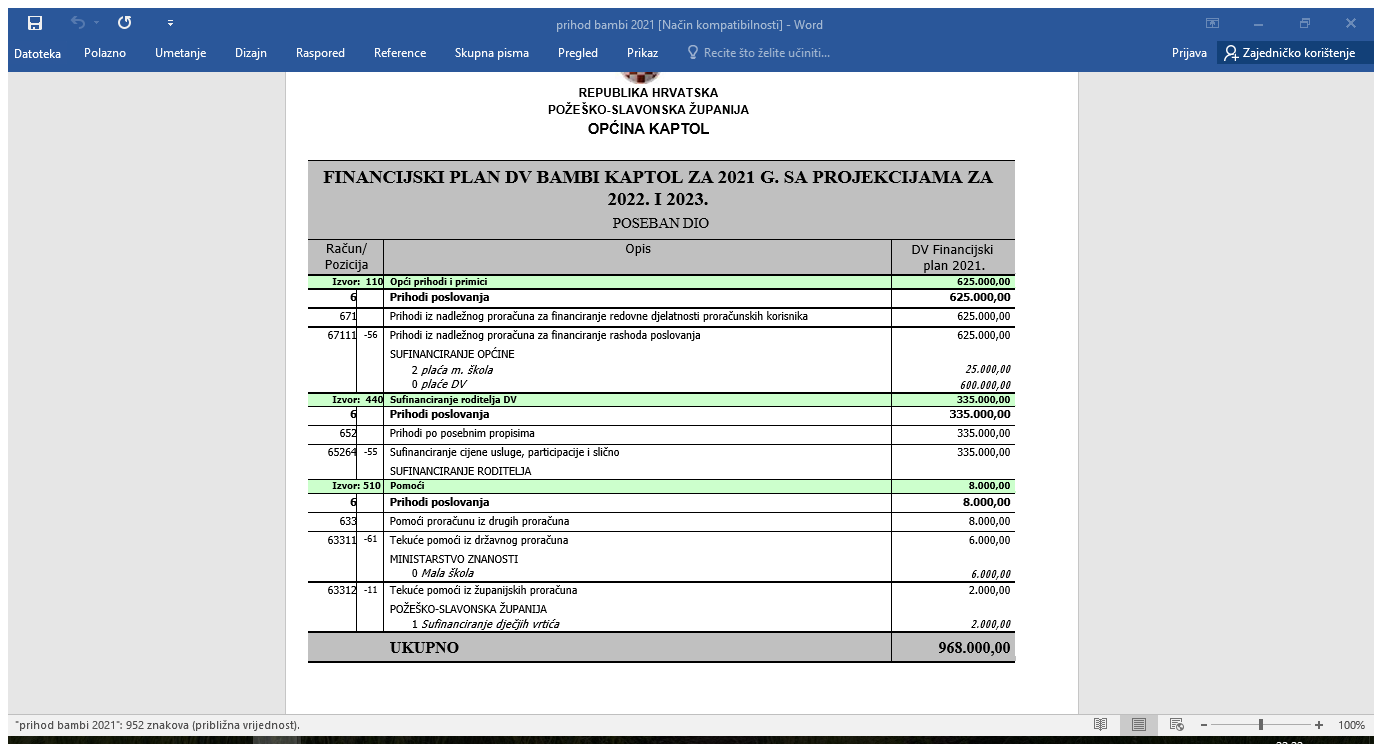 prihod bambi 2021 [Način kompatibilnosti] - Word
Datoteka Polazno Umetanje Dizajn Raspored Reference Skupna pisma Pregled Prikaz Recite što želite učiniti... Prijava Zajedničko korištenje
REPUBLIKA HRVATSKA
POŽEŠKO-SLAVONSKA ŽUPANIJA
OPĆINA KAPTOL
FINANCIJSKI PLAN DV BAMBI KAPTOL ZA 2021 G. SA PROJEKCIJAMA ZA
2022. I 2023.
POSEBAN DIO
Račun/ Opis DV Financijski
Pozicija plan 2021.
Izvor: 110 Opći prihodi i primici 625.000,00
6 Prihodi poslovanja 625.000,00
671 Prihodi iz nadležnog proračuna za financiranje redovne djelatnosti proračunskih korisnika 625.000,00
67111 -56 Prihodi iz nadležnog proračuna za financiranje rashoda poslovanja 625.000,00
SUFINANCIRANJE OPĆINE
2 plaća m. škola 25.000,00
0 plaće DV 600.000,00
Izvor: 440 Sufinanciranje roditelja DV 335.000,00
6 Prihodi poslovanja 335.000,00
652 Prihodi po posebnim propisima 335.000,00
65264 -55 Sufinanciranje cijene usluge, participacije i slično 335.000,00
SUFINANCIRANJE RODITELJA
Izvor: 510 Pomoći 8.000,00
6 Prihodi poslovanja 8.000,00
633 Pomoći proračunu iz drugih proračuna 8.000,00
63311 -61 Tekuće pomoći iz državnog proračuna 6.000,00
MINISTARSTVO ZNANOSTI
0 Mala škola 6.000,00
63312 -11 Tekuće pomoći iz županijskih proračuna 2.000,00
POŽEŠKO-SLAVONSKA ŽUPANIJA
1 Sufinanciranje dječjih vrtića 2.000,00
UKUPNO 968.000,00
"prihod bambi 2021": 952 znakova (približna vrijednost). 100%